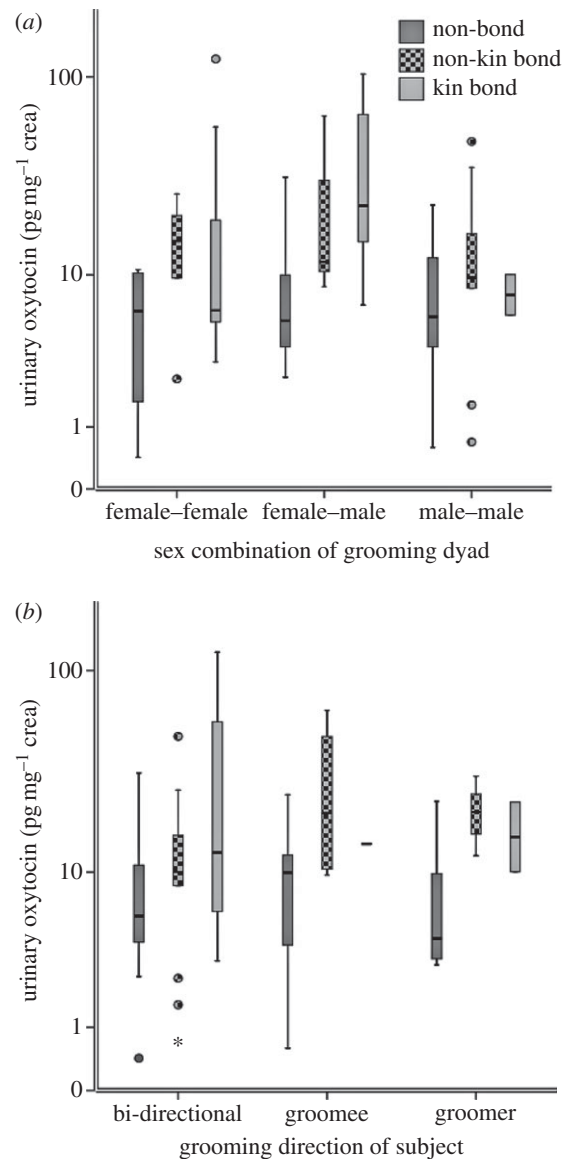 (a)
non-bond
non-kin bond
kin bond
urinary oxytocin (pg mg⁻¹ crea)
100
10
1
0
female–female female–male male–male
sex combination of grooming dyad
(b)
urinary oxytocin (pg mg⁻¹ crea)
100
10
1
0
*
bi-directional groomee groomer
grooming direction of subject